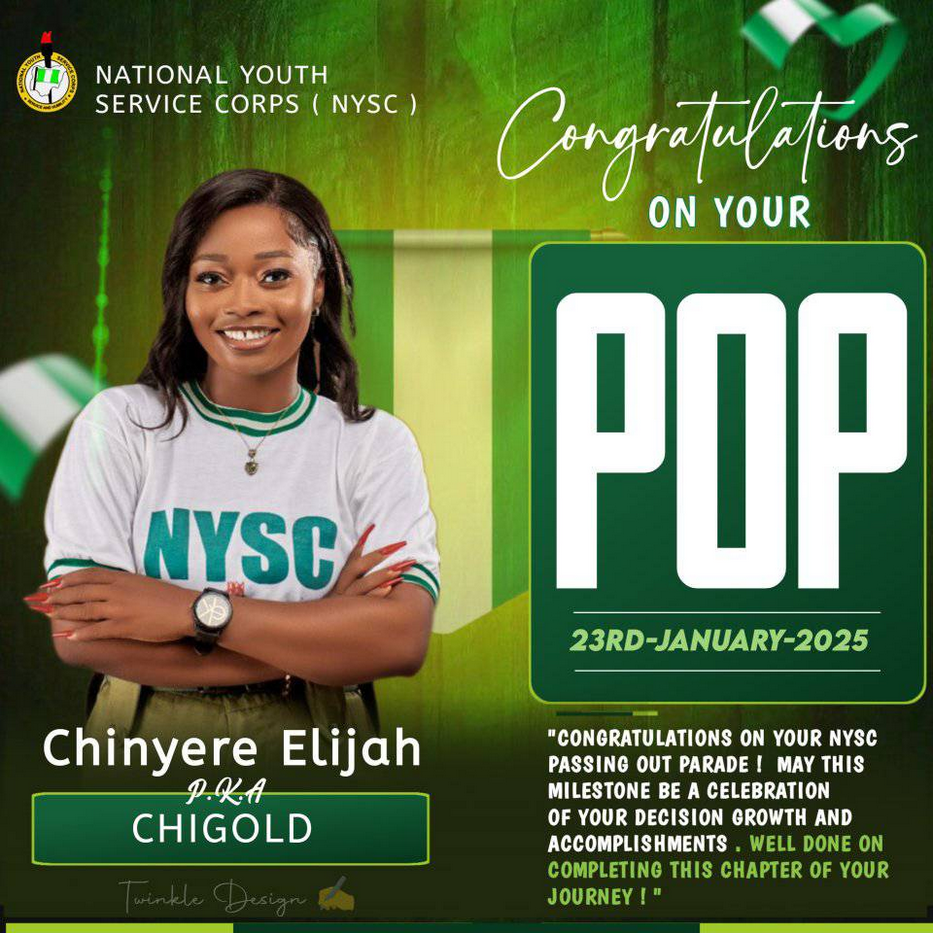 NATIONAL YOUTH
SERVICE CORPS ( NYSC )
Congratulations
ON YOUR
POP
23RD-JANUARY-2025
NYSC
Chinyere Elijah
P.K.A
CHIGOLD
"CONGRATULATIONS ON YOUR NYSC
PASSING OUT PARADE ! MAY THIS
MILESTONE BE A CELEBRATION
OF YOUR DECISION GROWTH AND
ACCOMPLISHMENTS . WELL DONE ON
COMPLETING THIS CHAPTER OF YOUR
JOURNEY ! "
Twinkle Design